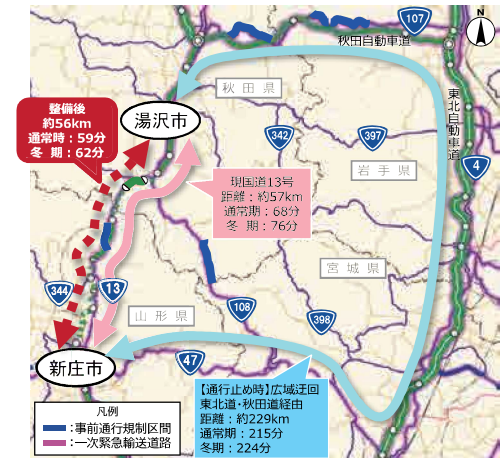 107
N
秋田自動車道
秋田県
整備後
約56km
通常時：59分
冬 期：62分
湯沢市
342
397
東北自動車道
4
岩手県
現国道13号
距離：約57km
通常期：68分
冬 期：76分
宮城県
344
13
山形県
108
398
新庄市
47
【通行止め時】広域迂回
東北道・秋田道経由
距離：約229km
通常期：215分
冬期：224分
凡例
：事前通行規制区間
：一次緊急輸送道路